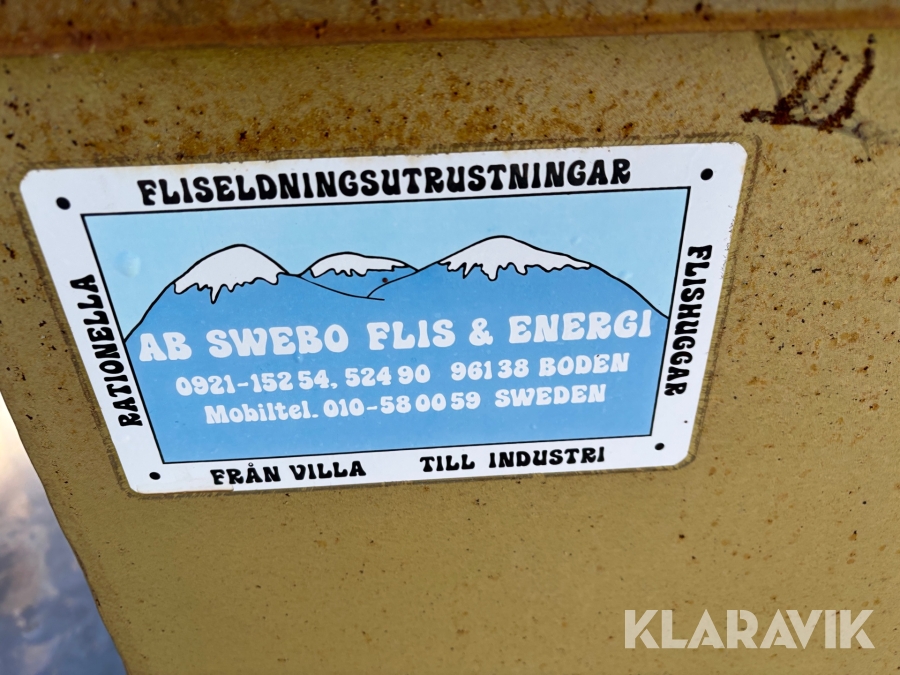 FLISELDNINGSUTRUSTNINGAR
RATIONELLA
FLISHUGGAR
AB SWEBO FLIS & ENERGI
0921-152 54, 524 90 961 38 BODEN
Mobiltel. 010-58 00 59 SWEDEN
FRÅN VILLA TILL INDUSTRI
KLARAVIK